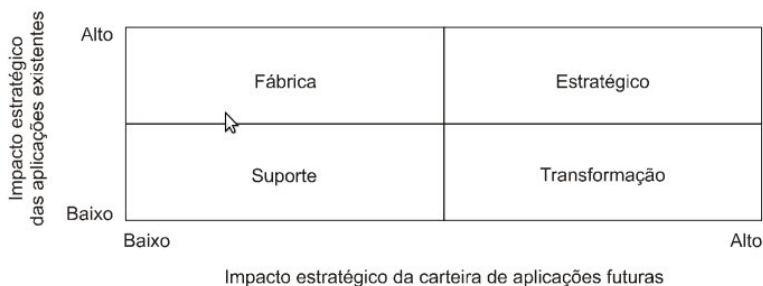 Impacto estratégico
das aplicações existentes
Alto
Fábrica
Estratégico
Suporte
Transformação
Baixo
Baixo
Alto
Impacto estratégico da carteira de aplicações futuras